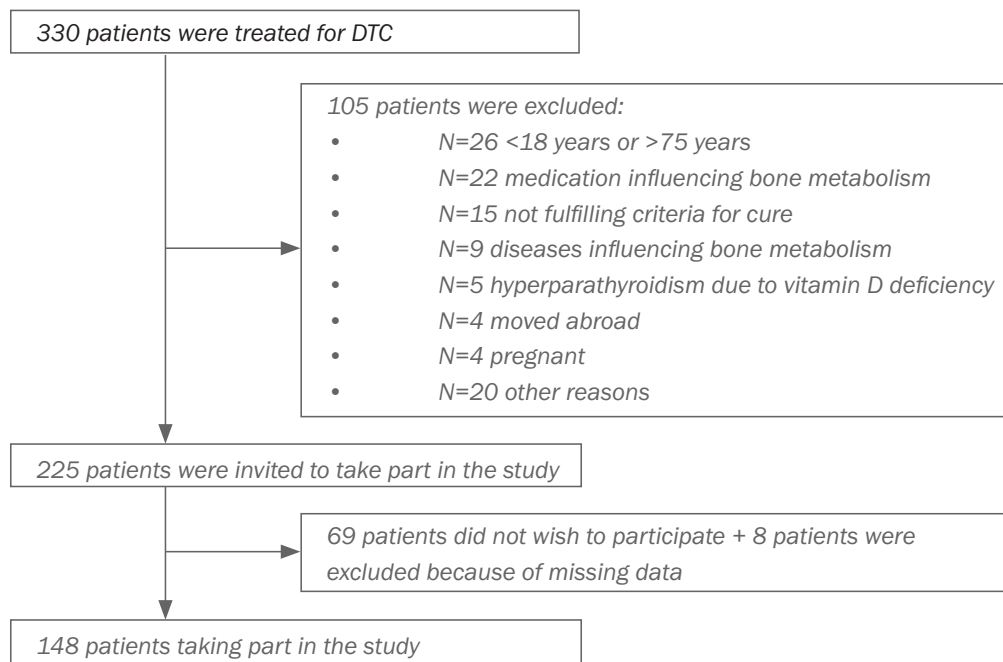 330 patients were treated for DTC
105 patients were excluded:
• N=26 <18 years or >75 years
• N=22 medication influencing bone metabolism
• N=15 not fulfilling criteria for cure
• N=9 diseases influencing bone metabolism
• N=5 hyperparathyroidism due to vitamin D deficiency
• N=4 moved abroad
• N=4 pregnant
• N=20 other reasons
225 patients were invited to take part in the study
69 patients did not wish to participate + 8 patients were
excluded because of missing data
148 patients taking part in the study